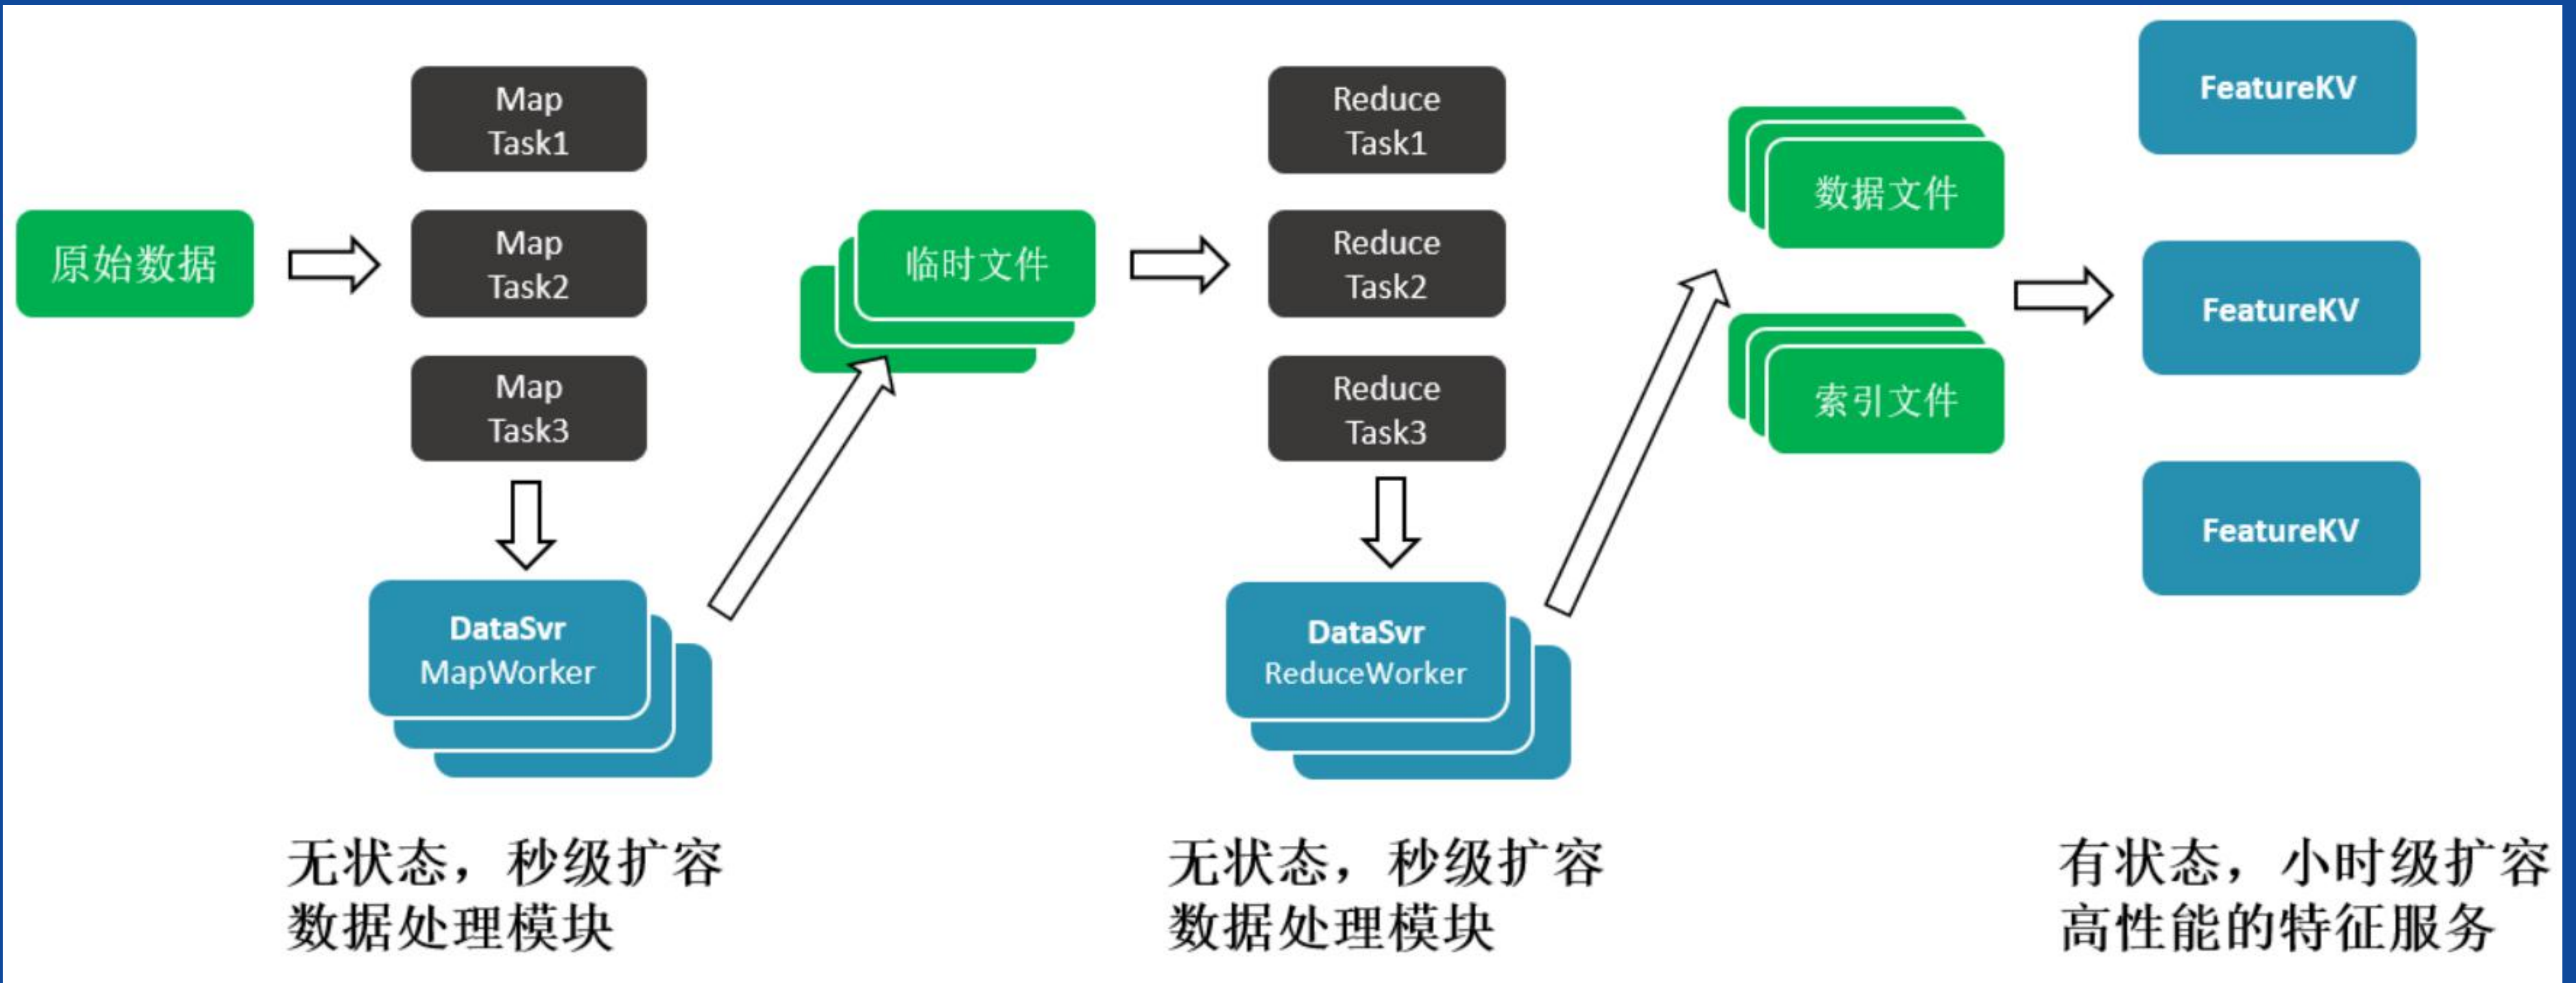 原始数据
Map
Task1
Map
Task2
Map
Task3
DataSvr
MapWorker
无状态，秒级扩容
数据处理模块
临时文件
Reduce
Task1
Reduce
Task2
Reduce
Task3
DataSvr
ReduceWorker
无状态，秒级扩容
数据处理模块
数据文件
索引文件
FeatureKV
FeatureKV
FeatureKV
有状态，小时级扩容
高性能的特征服务